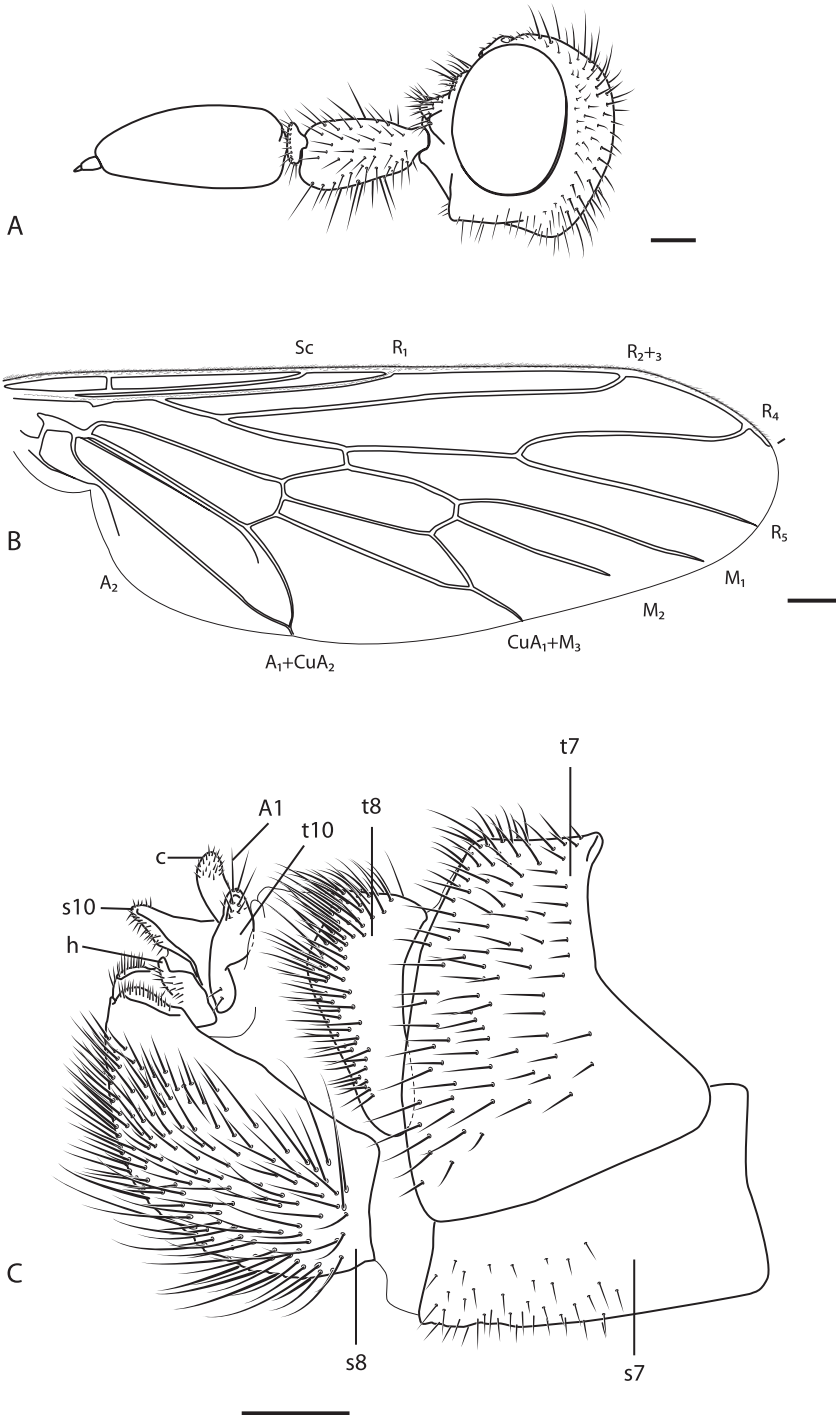 A
Sc
R₁
R₂+₃
R₄
B
R₅
A₂
M₁
M₂
CuA₁+M₃
A₁+CuA₂
t7
A1
t8
t10
c
s10
h
C
s8
s7